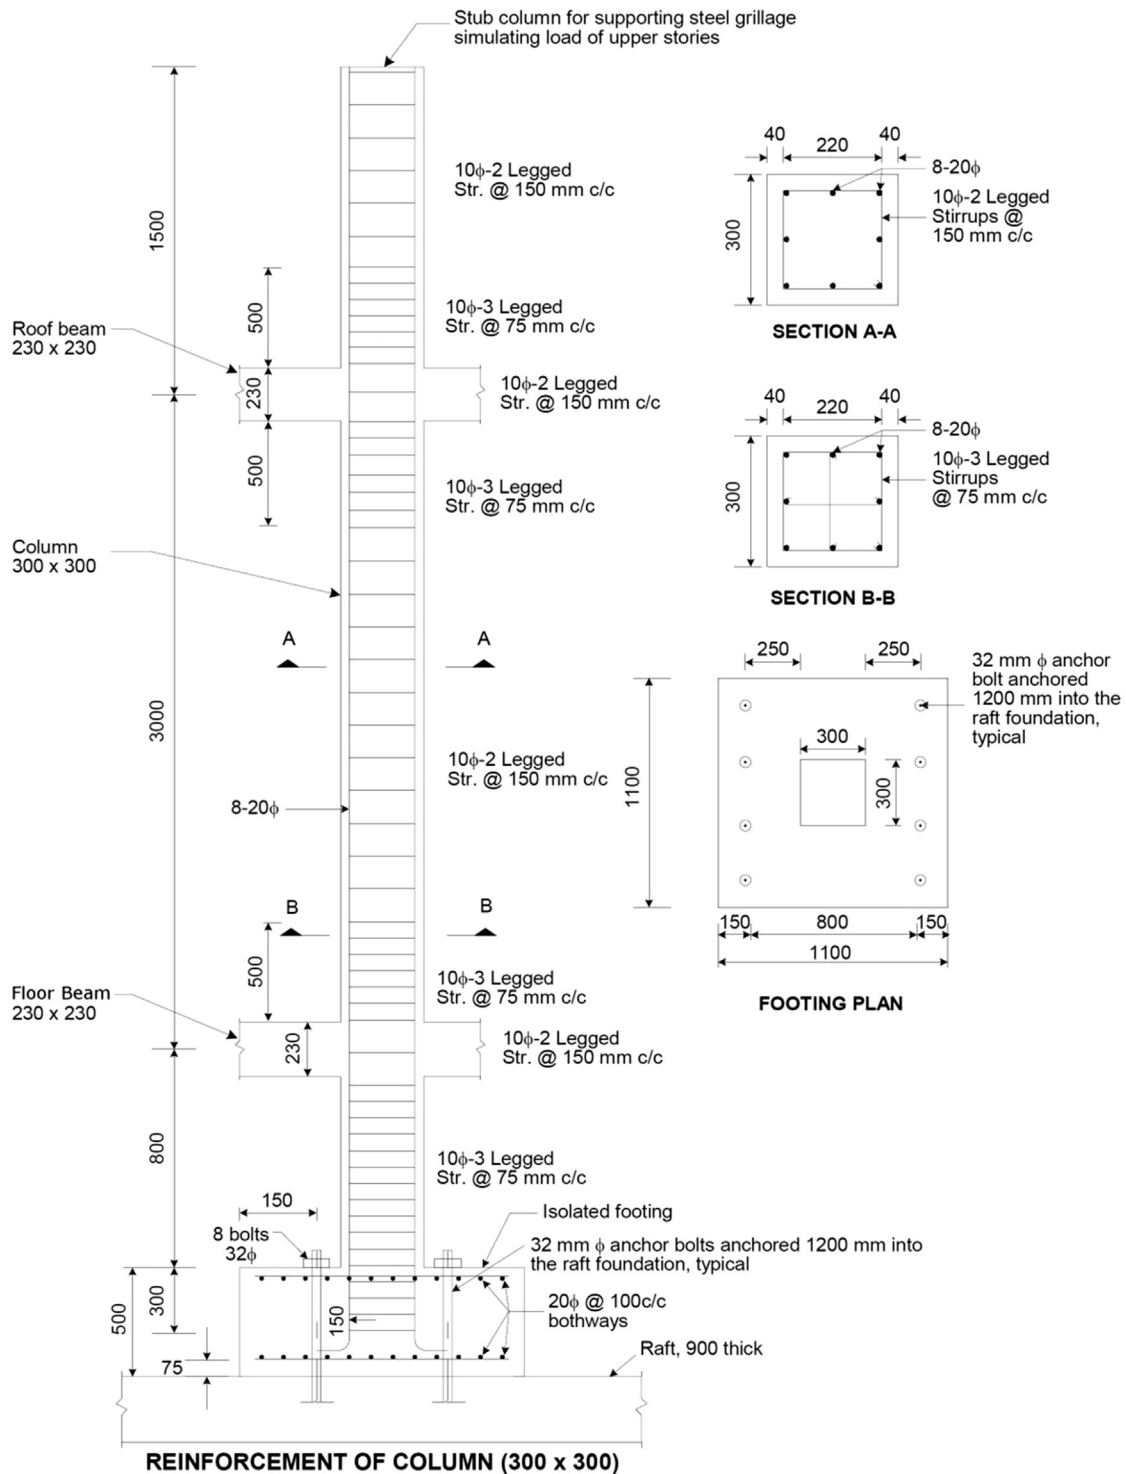 Stub column for supporting steel grillage
simulating load of upper stories
1500
10ϕ-2 Legged
Str. @ 150 mm c/c
500
10ϕ-3 Legged
Str. @ 75 mm c/c
Roof beam
230 x 230
230
10ϕ-2 Legged
Str. @ 150 mm c/c
500
10ϕ-3 Legged
Str. @ 75 mm c/c
Column
300 x 300
A
A
3000
10ϕ-2 Legged
Str. @ 150 mm c/c
8-20ϕ
B
B
500
10ϕ-3 Legged
Str. @ 75 mm c/c
Floor Beam
230 x 230
230
10ϕ-2 Legged
Str. @ 150 mm c/c
800
10ϕ-3 Legged
Str. @ 75 mm c/c
150
8 bolts
32ϕ
Isolated footing
32 mm ϕ anchor bolts anchored 1200 mm into
the raft foundation, typical
500
300
150
20ϕ @ 100c/c
bothways
75
Raft, 900 thick
REINFORCEMENT OF COLUMN (300 x 300)
40
220
40
8-20ϕ
300
10ϕ-2 Legged
Stirrups @
150 mm c/c
SECTION A-A
40
220
40
8-20ϕ
300
10ϕ-3 Legged
Stirrups
@ 75 mm c/c
SECTION B-B
250
250
32 mm ϕ anchor
bolt anchored
1200 mm into the
raft foundation,
typical
300
300
1100
150
800
150
1100
FOOTING PLAN